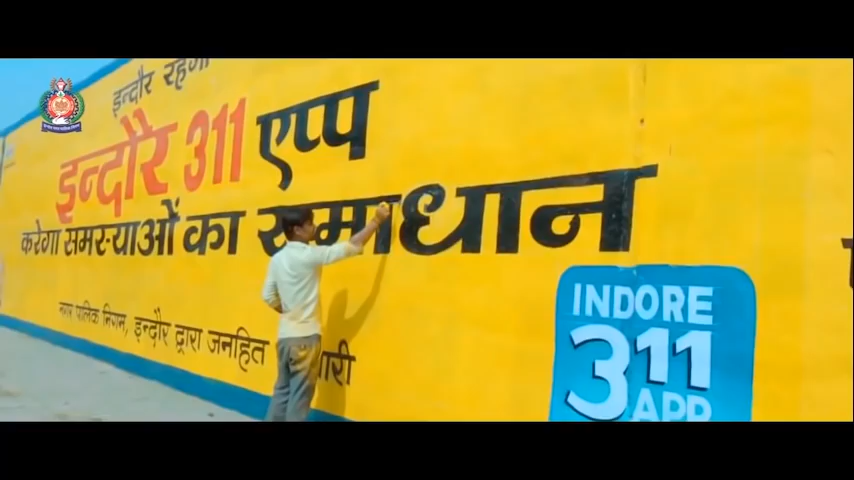 इन्दौर रहेगा
इन्दौर 311 एप्प
करेगा समस्याओं का समाधान
नगर पालिक निगम, इन्दौर द्वारा जनहित जारी
INDORE
311
APP